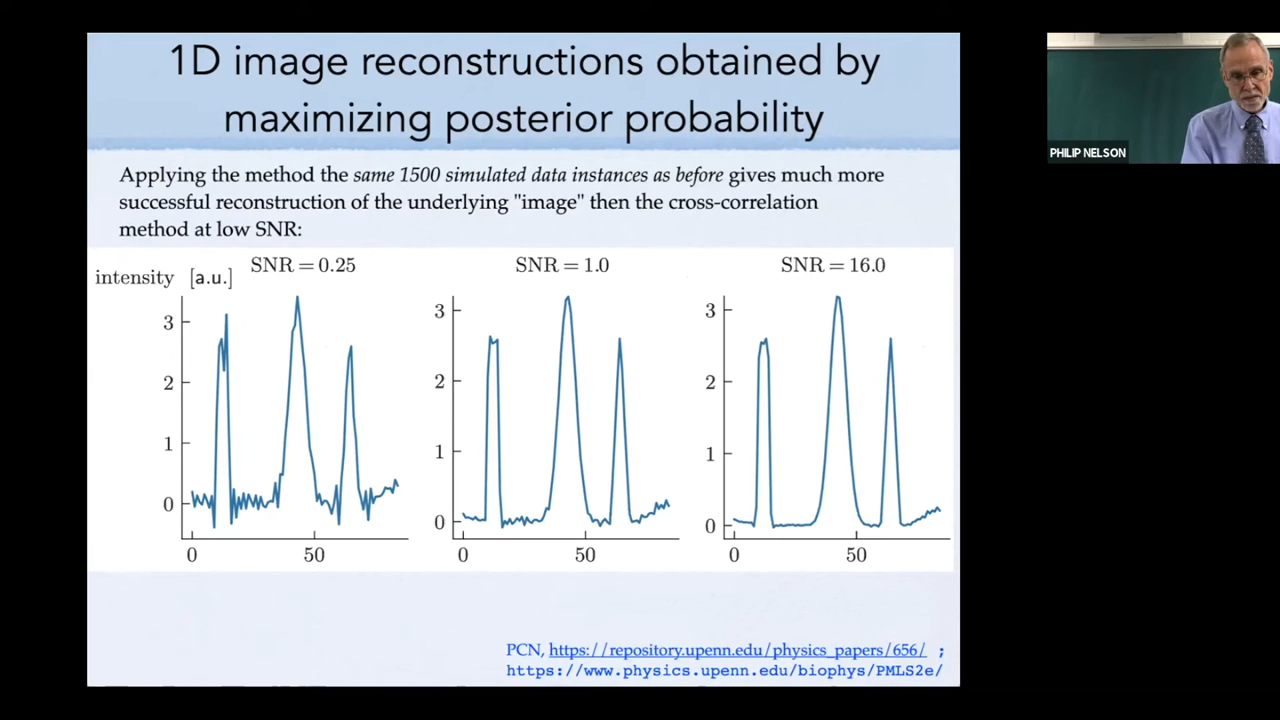 1D image reconstructions obtained by
maximizing posterior probability
PHILIP NELSON
Applying the method the same 1500 simulated data instances as before gives much more
successful reconstruction of the underlying "image" then the cross-correlation
method at low SNR:
intensity [a.u.]
SNR = 0.25
3
2
1
0
0
50
SNR = 1.0
3
2
1
0
0
50
SNR = 16.0
3
2
1
0
0
50
PCN, https://repository.upenn.edu/physics_papers/656/ ;
https://www.physics.upenn.edu/biophys/PMLS2e/